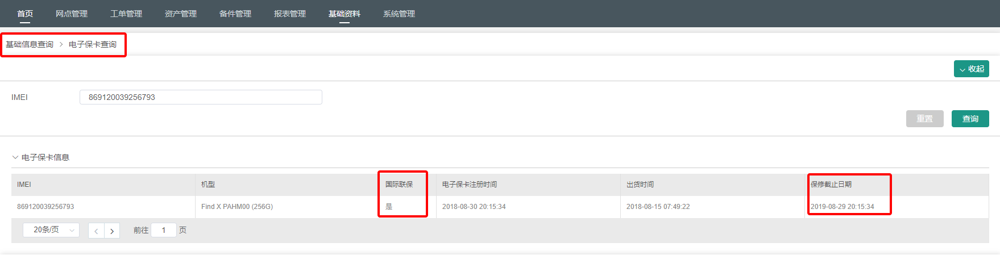 首页 网点管理 工单管理 资产管理 备件管理 报表管理 基础资料 系统管理
基础信息查询 > 电子保卡查询
收起
IMEI 869120039256793
重置 查询
电子保卡信息
IMEI 机型 国际联保 电子保卡注册时间 出货时间 保修截止日期
869120039256793 Find X PAHM00 (256G) 是 2018-08-30 20:15:34 2018-08-15 07:49:22 2019-08-29 20:15:34
20条/页 < > 前往 1 页